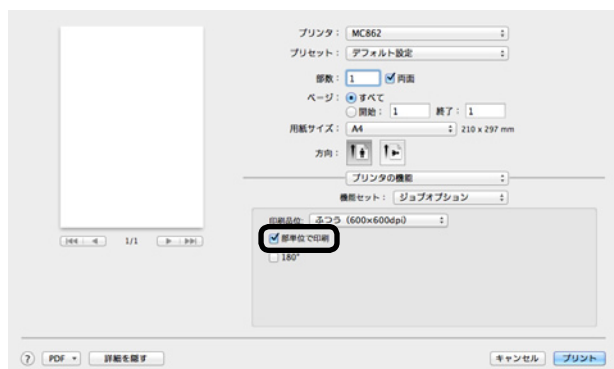 プリンタ： MC862
プリセット： デフォルト設定
部数： 1 両面
ページ： すべて
開始： 1 終了： 1
用紙サイズ： A4 210 x 297 mm
方向：
プリンタの機能
機能セット： ジョブオプション
印刷品位: ふつう (600×600dpi)
部単位で印刷
180°
1/1
? PDF 詳細を隠す キャンセル プリント